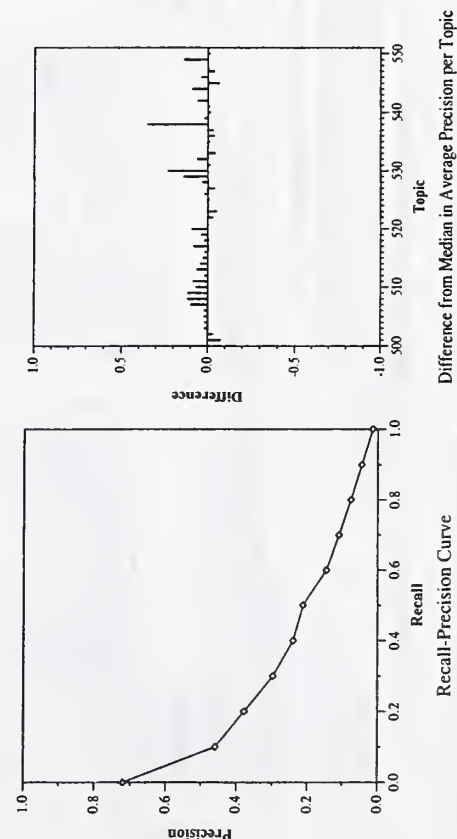 1.0
0.8
0.6
0.4
0.2
0.0
Precision
0.0 0.2 0.4 0.6 0.8 1.0
Recall
Recall-Precision Curve
1.0
0.5
0.0
-0.5
-1.0
Difference
500 510 520 530 540 550
Topic
Difference from Median in Average Precision per Topic